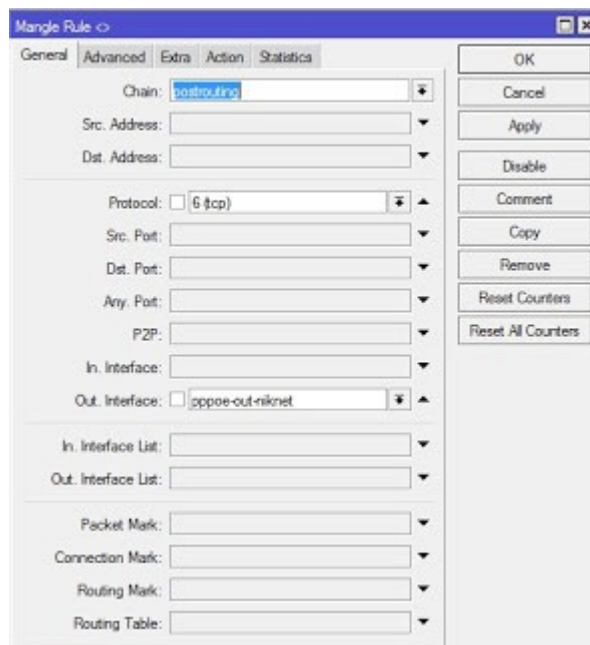 Mangle Rule <>
General Advanced Extra Action Statistics
Chain: postrouting
Src. Address:
Dst. Address:
Protocol: 6 (tcp)
Src. Port:
Dst. Port:
Any. Port:
P2P:
In. Interface:
Out. Interface: pppoe-out-niknet
In. Interface List:
Out. Interface List:
Packet Mark:
Connection Mark:
Routing Mark:
Routing Table:
OK
Cancel
Apply
Disable
Comment
Copy
Remove
Reset Counters
Reset All Counters